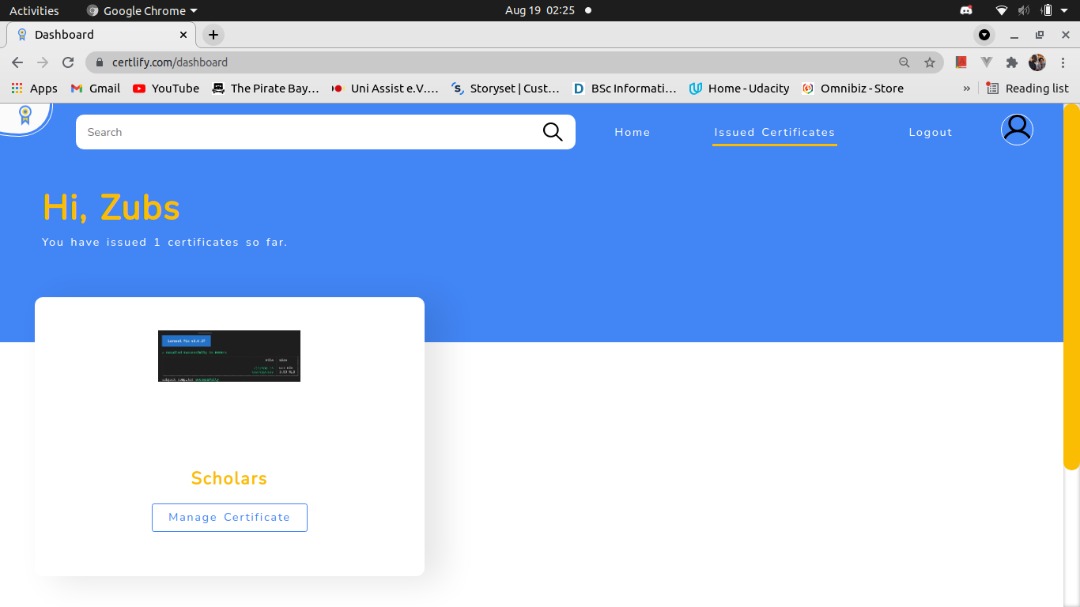 Activities
Google Chrome
Aug 19 02:25
Dashboard
certlify.com/dashboard
Apps
Gmail
YouTube
The Pirate Bay...
Uni Assist e.V....
Storyset | Cust...
BSc Informati...
Home - Udacity
Omnibiz - Store
»
Reading list
Search
Home
Issued Certificates
Logout
Hi, Zubs
You have issued 1 certificates so far.
Scholars
Manage Certificate